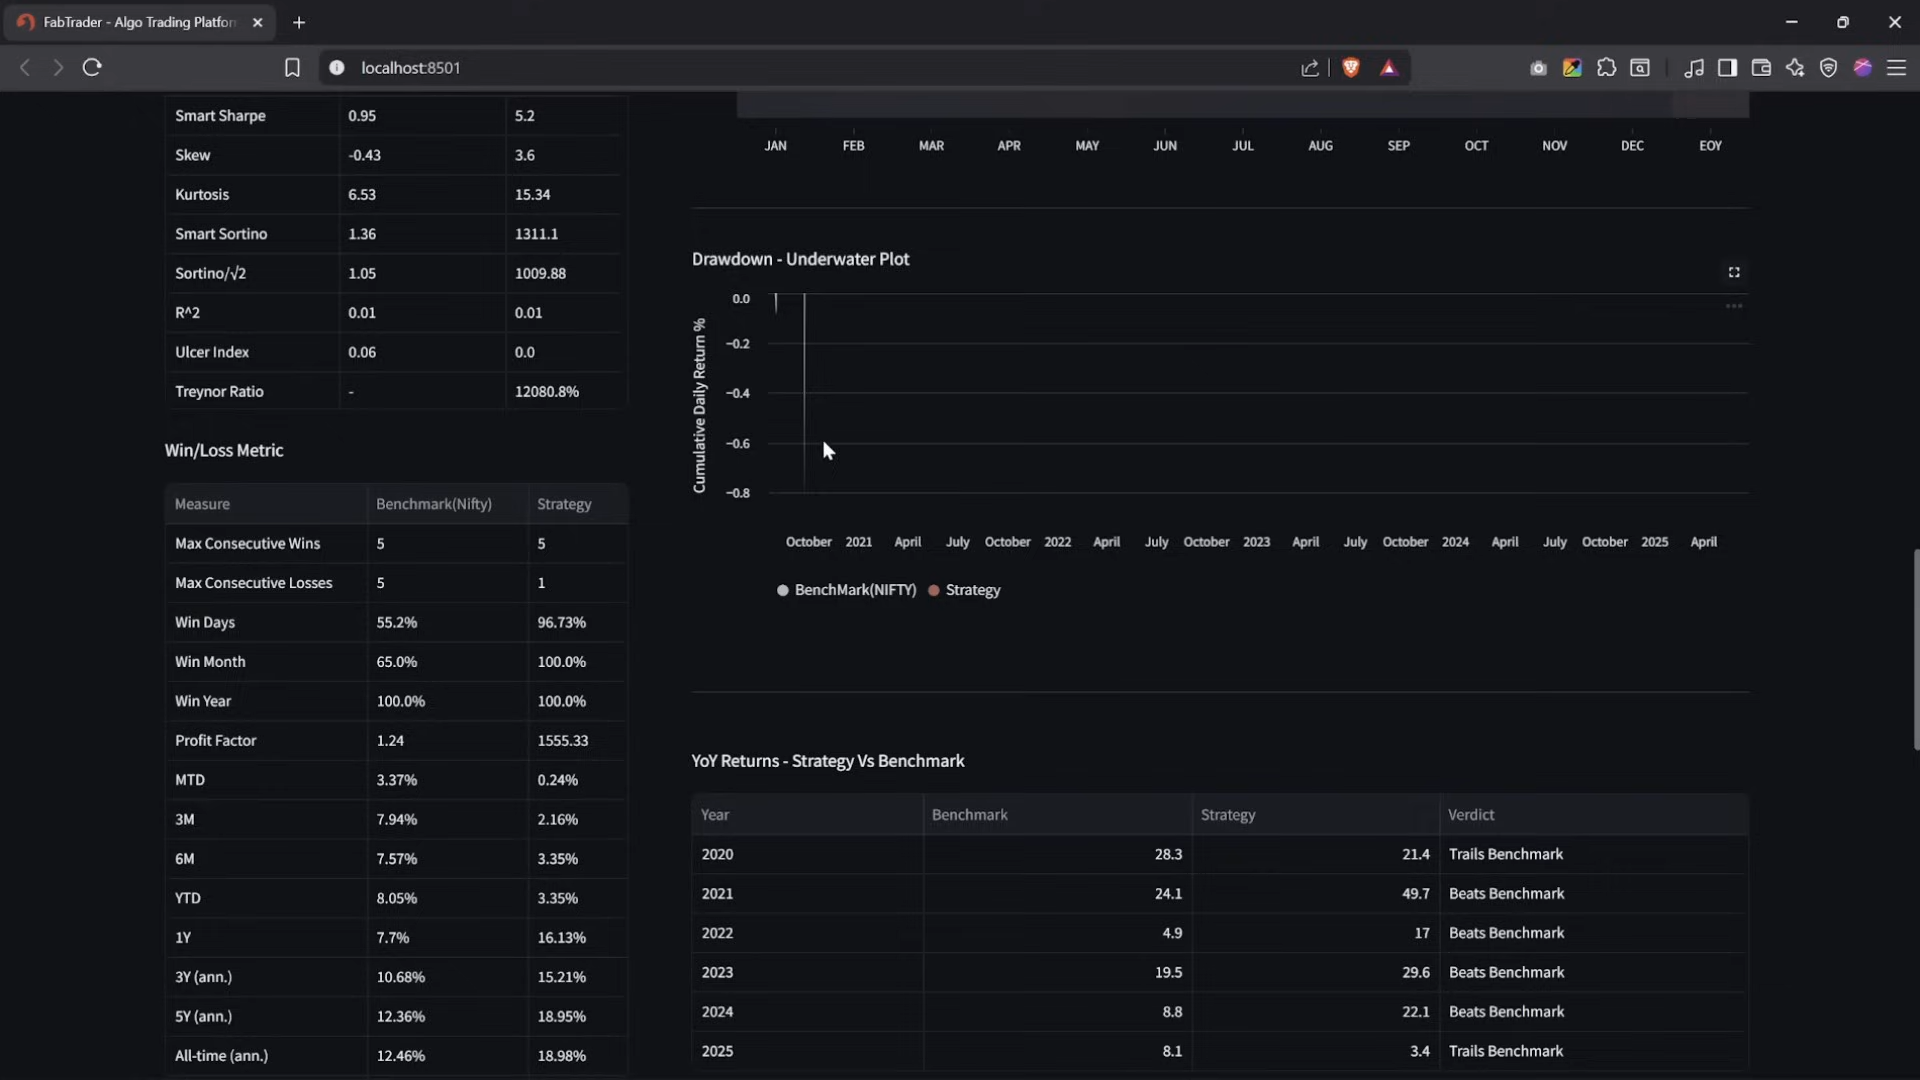 FabTrader - Algo Trading Platfor
localhost:8501
Smart Sharpe 0.95 5.2
Skew -0.43 3.6
Kurtosis 6.53 15.34
Smart Sortino 1.36 1311.1
Sortino/√2 1.05 1009.88
R^2 0.01 0.01
Ulcer Index 0.06 0.0
Treynor Ratio - 12080.8%
Win/Loss Metric
Measure Benchmark(Nifty) Strategy
Max Consecutive Wins 5 5
Max Consecutive Losses 5 1
Win Days 55.2% 96.73%
Win Month 65.0% 100.0%
Win Year 100.0% 100.0%
Profit Factor 1.24 1555.33
MTD 3.37% 0.24%
3M 7.94% 2.16%
6M 7.57% 3.35%
YTD 8.05% 3.35%
1Y 7.7% 16.13%
3Y (ann.) 10.68% 15.21%
5Y (ann.) 12.36% 18.95%
All-time (ann.) 12.46% 18.98%
JAN FEB MAR APR MAY JUN JUL AUG SEP OCT NOV DEC EOY
Drawdown - Underwater Plot
Cumulative Daily Return %
0.0
−0.2
−0.4
−0.6
−0.8
October 2021 April July October 2022 April July October 2023 April July October 2024 April July October 2025 April
BenchMark(NIFTY) Strategy
YoY Returns - Strategy Vs Benchmark
Year Benchmark Strategy Verdict
2020 28.3 21.4 Trails Benchmark
2021 24.1 49.7 Beats Benchmark
2022 4.9 17 Beats Benchmark
2023 19.5 29.6 Beats Benchmark
2024 8.8 22.1 Beats Benchmark
2025 8.1 3.4 Trails Benchmark